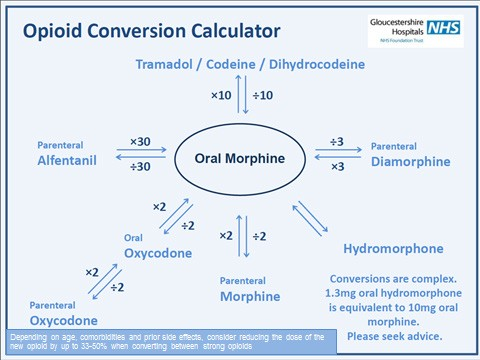 Opioid Conversion Calculator
Gloucestershire Hospitals NHS
NHS Foundation Trust
Tramadol / Codeine / Dihydrocodeine
×10 ÷10
Parenteral
Alfentanil
×30
÷30
Oral Morphine
÷3
×3
Parenteral
Diamorphine
×2
÷2
Oral
Oxycodone
×2 ÷2
Parenteral
Morphine
Hydromorphone
×2
÷2
Parenteral
Oxycodone
Conversions are complex.
1.3mg oral hydromorphone
is equivalent to 10mg oral
morphine.
Please seek advice.
Depending on age, comorbidities and prior side effects, consider reducing the dose of the
new opioid by up to 33-50% when converting between strong opioids